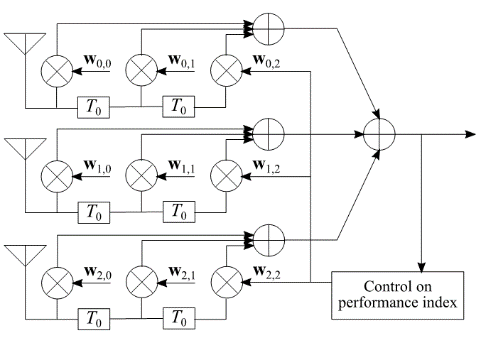 w0,0
w0,1
w0,2
T0
T0
w1,0
w1,1
w1,2
T0
T0
w2,0
w2,1
w2,2
T0
T0
Control on
performance index